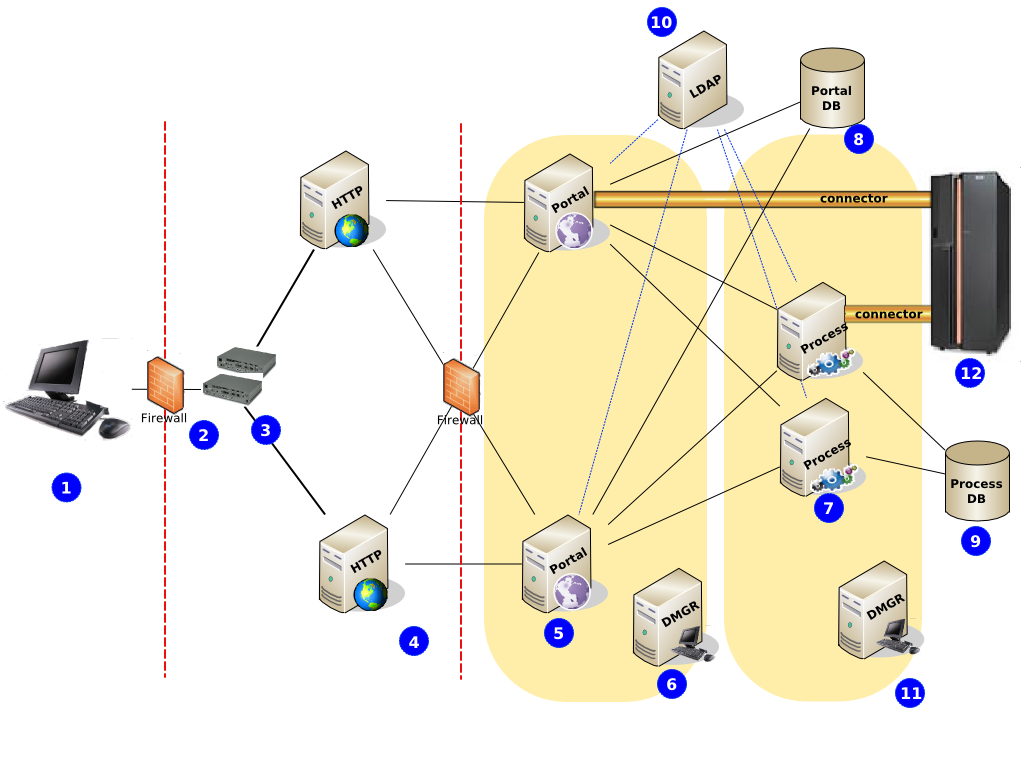 10
LDAP
Portal
DB
8
HTTP
Portal
connector
Process
connector
12
Firewall
2
3
Firewall
1
Process
7
Process
DB
9
HTTP
4
Portal
5
DMGR
6
DMGR
11